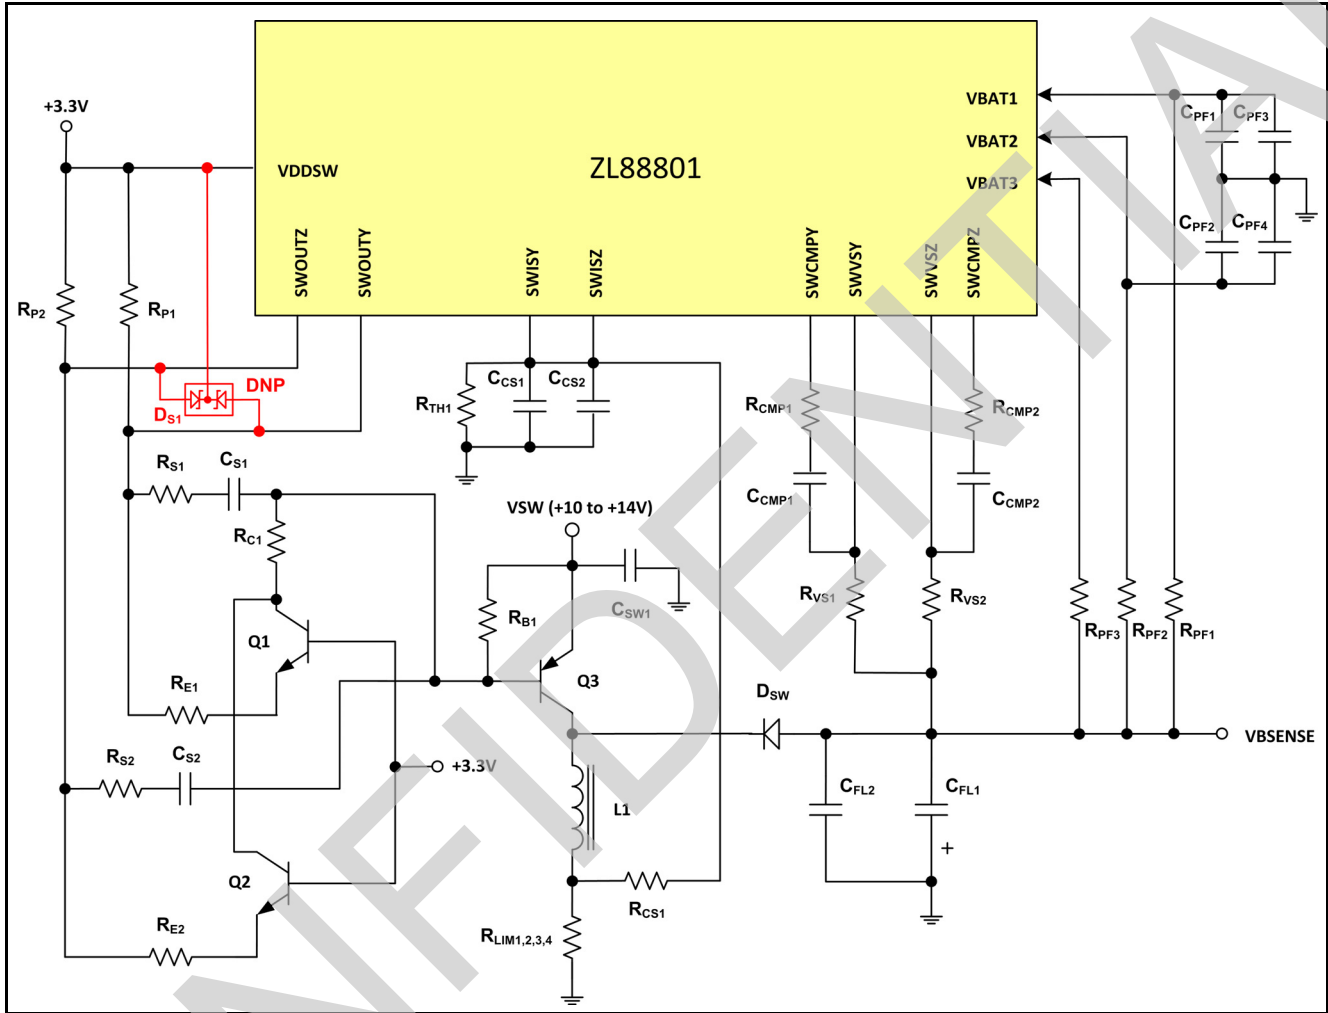 +3.3V
VDDSW
ZL88801
VBAT1
VBAT2
VBAT3
SWOUTZ
SWOUTY
SWISY
SWISZ
SWCMPY
SWVSY
SWVSZ
SWCMPZ
CPF1
CPF3
CPF2
CPF4
RP2
RP1
DNP
DS1
RTH1
CCS1
CCS2
RCMP1
RCMP2
CCMP1
CCMP2
RS1
CS1
RC1
VSW (+10 to +14V)
RB1
CSW1
RVS1
RVS2
RPF3
RPF2
RPF1
Q1
Q3
RE1
DSW
VBSENSE
RS2
CS2
+3.3V
L1
CFL2
CFL1
+
Q2
RCS1
RE2
RLIM1,2,3,4
NFIDENTIA